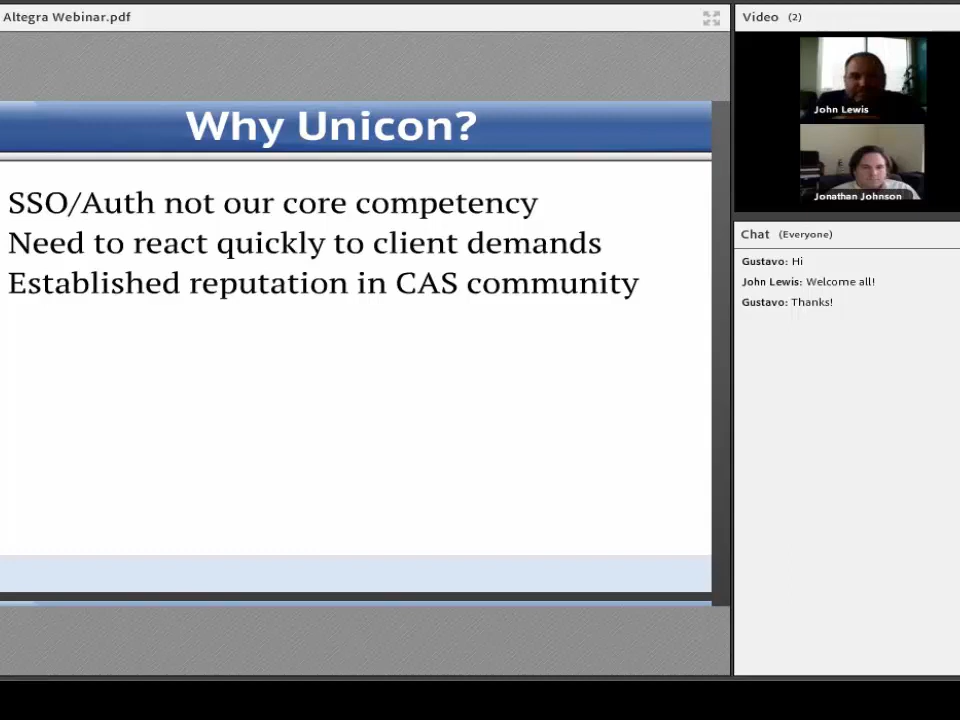 Altegra Webinar.pdf
Why Unicon?
SSO/Auth not our core competency
Need to react quickly to client demands
Established reputation in CAS community
Video (2)
John Lewis
Jonathan Johnson
Chat (Everyone)
Gustavo: Hi
John Lewis: Welcome all!
Gustavo: Thanks!